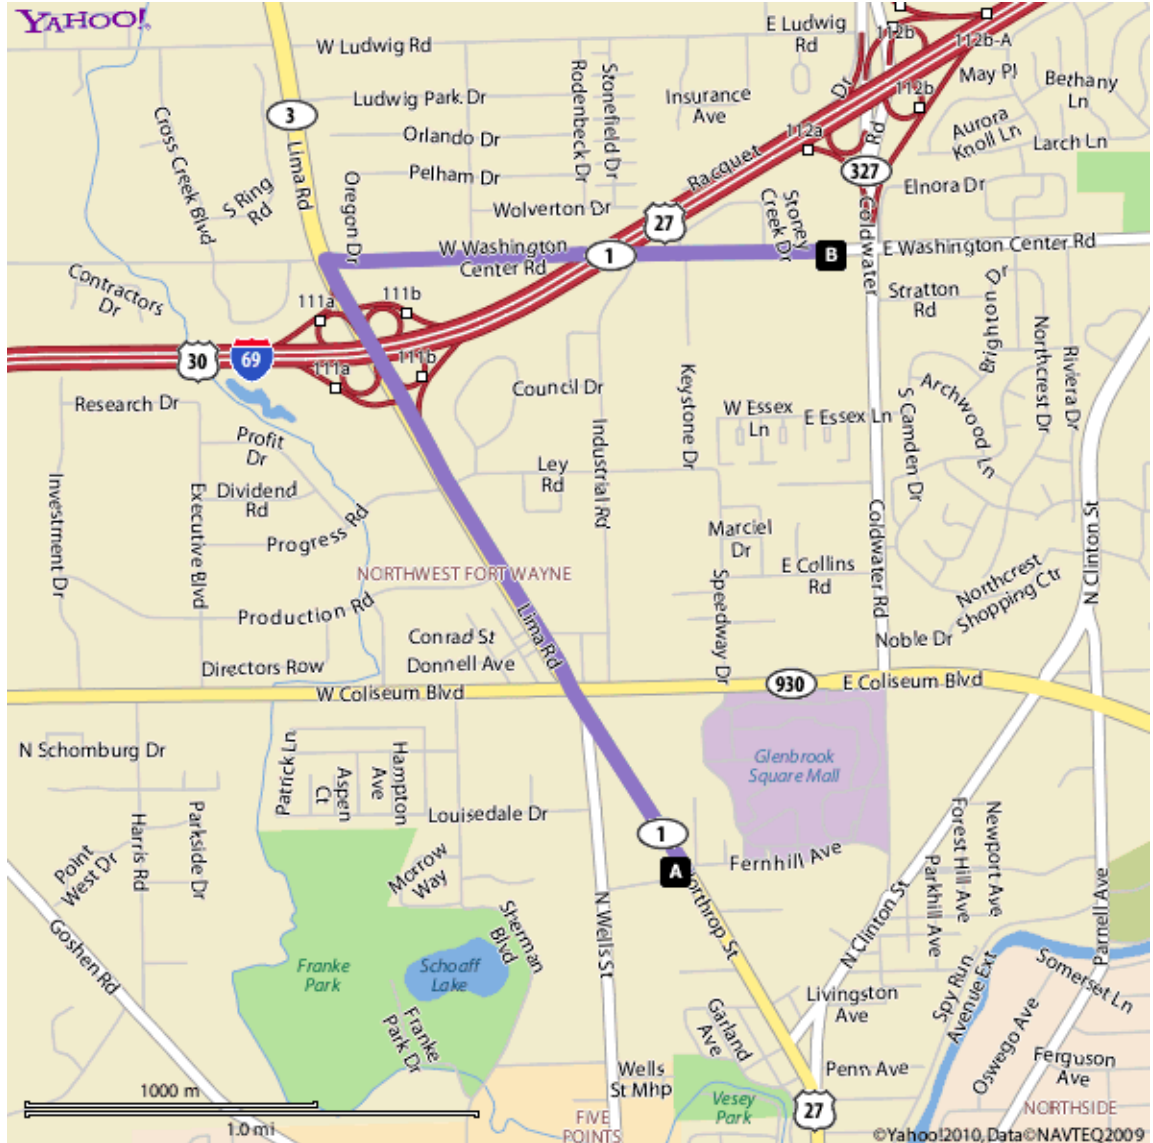 YAHOO!
W Ludwig Rd
E Ludwig
Rd
112b
112b-A
May Pl
Bethany
Ln
Rodenbeck Dr
Stonefield Dr
Insurance
Ave
Dr
112b
Ludwig Park Dr
3
Cross Creek Blvd
Lima Rd
Orlando Dr
112a
Rd
Aurora
Knoll Ln
Larch Ln
Racquet
Pelham Dr
S Ring
Rd
Oregon Dr
327
Elnora Dr
Wolverton Dr
27
Stoney
Creek Dr
Coldwater
W Washington
Center Rd
1
B
E Washington Center Rd
Contractors
Dr
111a
111b
Stratton
Rd
Brighton
Dr
Northcrest Dr
Riviera Dr
30
69
111a
111b
Research Dr
Council Dr
Keystone Dr
W Essex
Ln
E Essex Ln
S Camden Dr
Archwood Ln
Profit
Dr
Industrial Rd
Ley
Rd
Investment Dr
Executive Blvd
Dividend
Rd
Progress Rd
Marciel
Dr
Coldwater Rd
N Clinton St
NORTHWEST FORT WAYNE
E Collins
Rd
Northcrest
Shopping Ctr
Speedway Dr
Production Rd
Lima Rd
Conrad St
Noble Dr
Directors Row
Donnell Ave
W Coliseum Blvd
930
E Coliseum Blvd
N Schomburg Dr
Patrick Ln
Aspen
Ct
Hampton
Ave
Glenbrook
Square Mall
Louisedale Dr
Harris Rd
Parkside Dr
1
Point
West Dr
Morrow
Way
A
Fernhill Ave
Forest Hill Ave
Newport Ave
Parkhill Ave
Northrop St
Parnell Ave
Goshen Rd
N Wells St
N Clinton St
Sherman
Blvd
Franke
Park
Schoaff
Lake
Spy Run
Avenue Ext
Somerset Ln
Livingston
Ave
Garland
Ave
Oswego Ave
Franke
Park Dr
Ferguson
Ave
Wells
St Mhp
Penn Ave
1000 m
1.0 mi
Vesey
Park
27
NORTHSIDE
FIVE
POINTS
©Yahoo!2010, Data©NAVTEQ2009